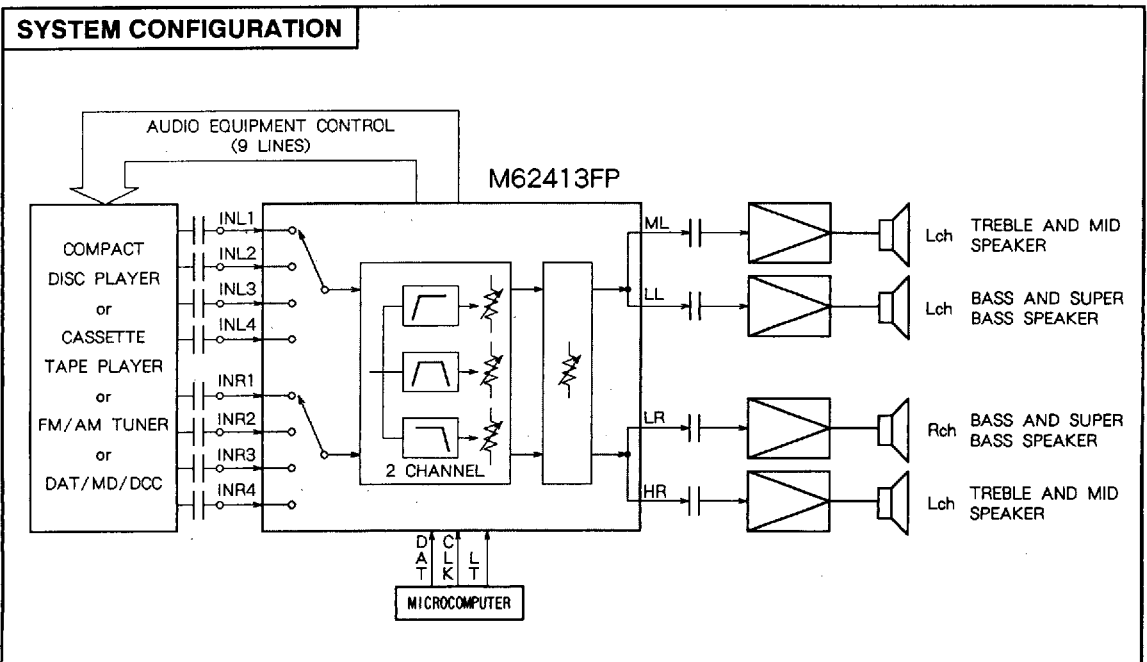 SYSTEM CONFIGURATION
AUDIO EQUIPMENT CONTROL
(9 LINES)
M62413FP
COMPACT
DISC PLAYER
or
CASSETTE
TAPE PLAYER
or
FM/AM TUNER
or
DAT/MD/DCC
INL1
INL2
INL3
INL4
INR1
INR2
INR3
INR4
2 CHANNEL
ML
LL
LR
HR
Lch
TREBLE AND MID
SPEAKER
Lch
BASS AND SUPER
BASS SPEAKER
Rch
BASS AND SUPER
BASS SPEAKER
Lch
TREBLE AND MID
SPEAKER
DAT
CLK
LT
MICROCOMPUTER